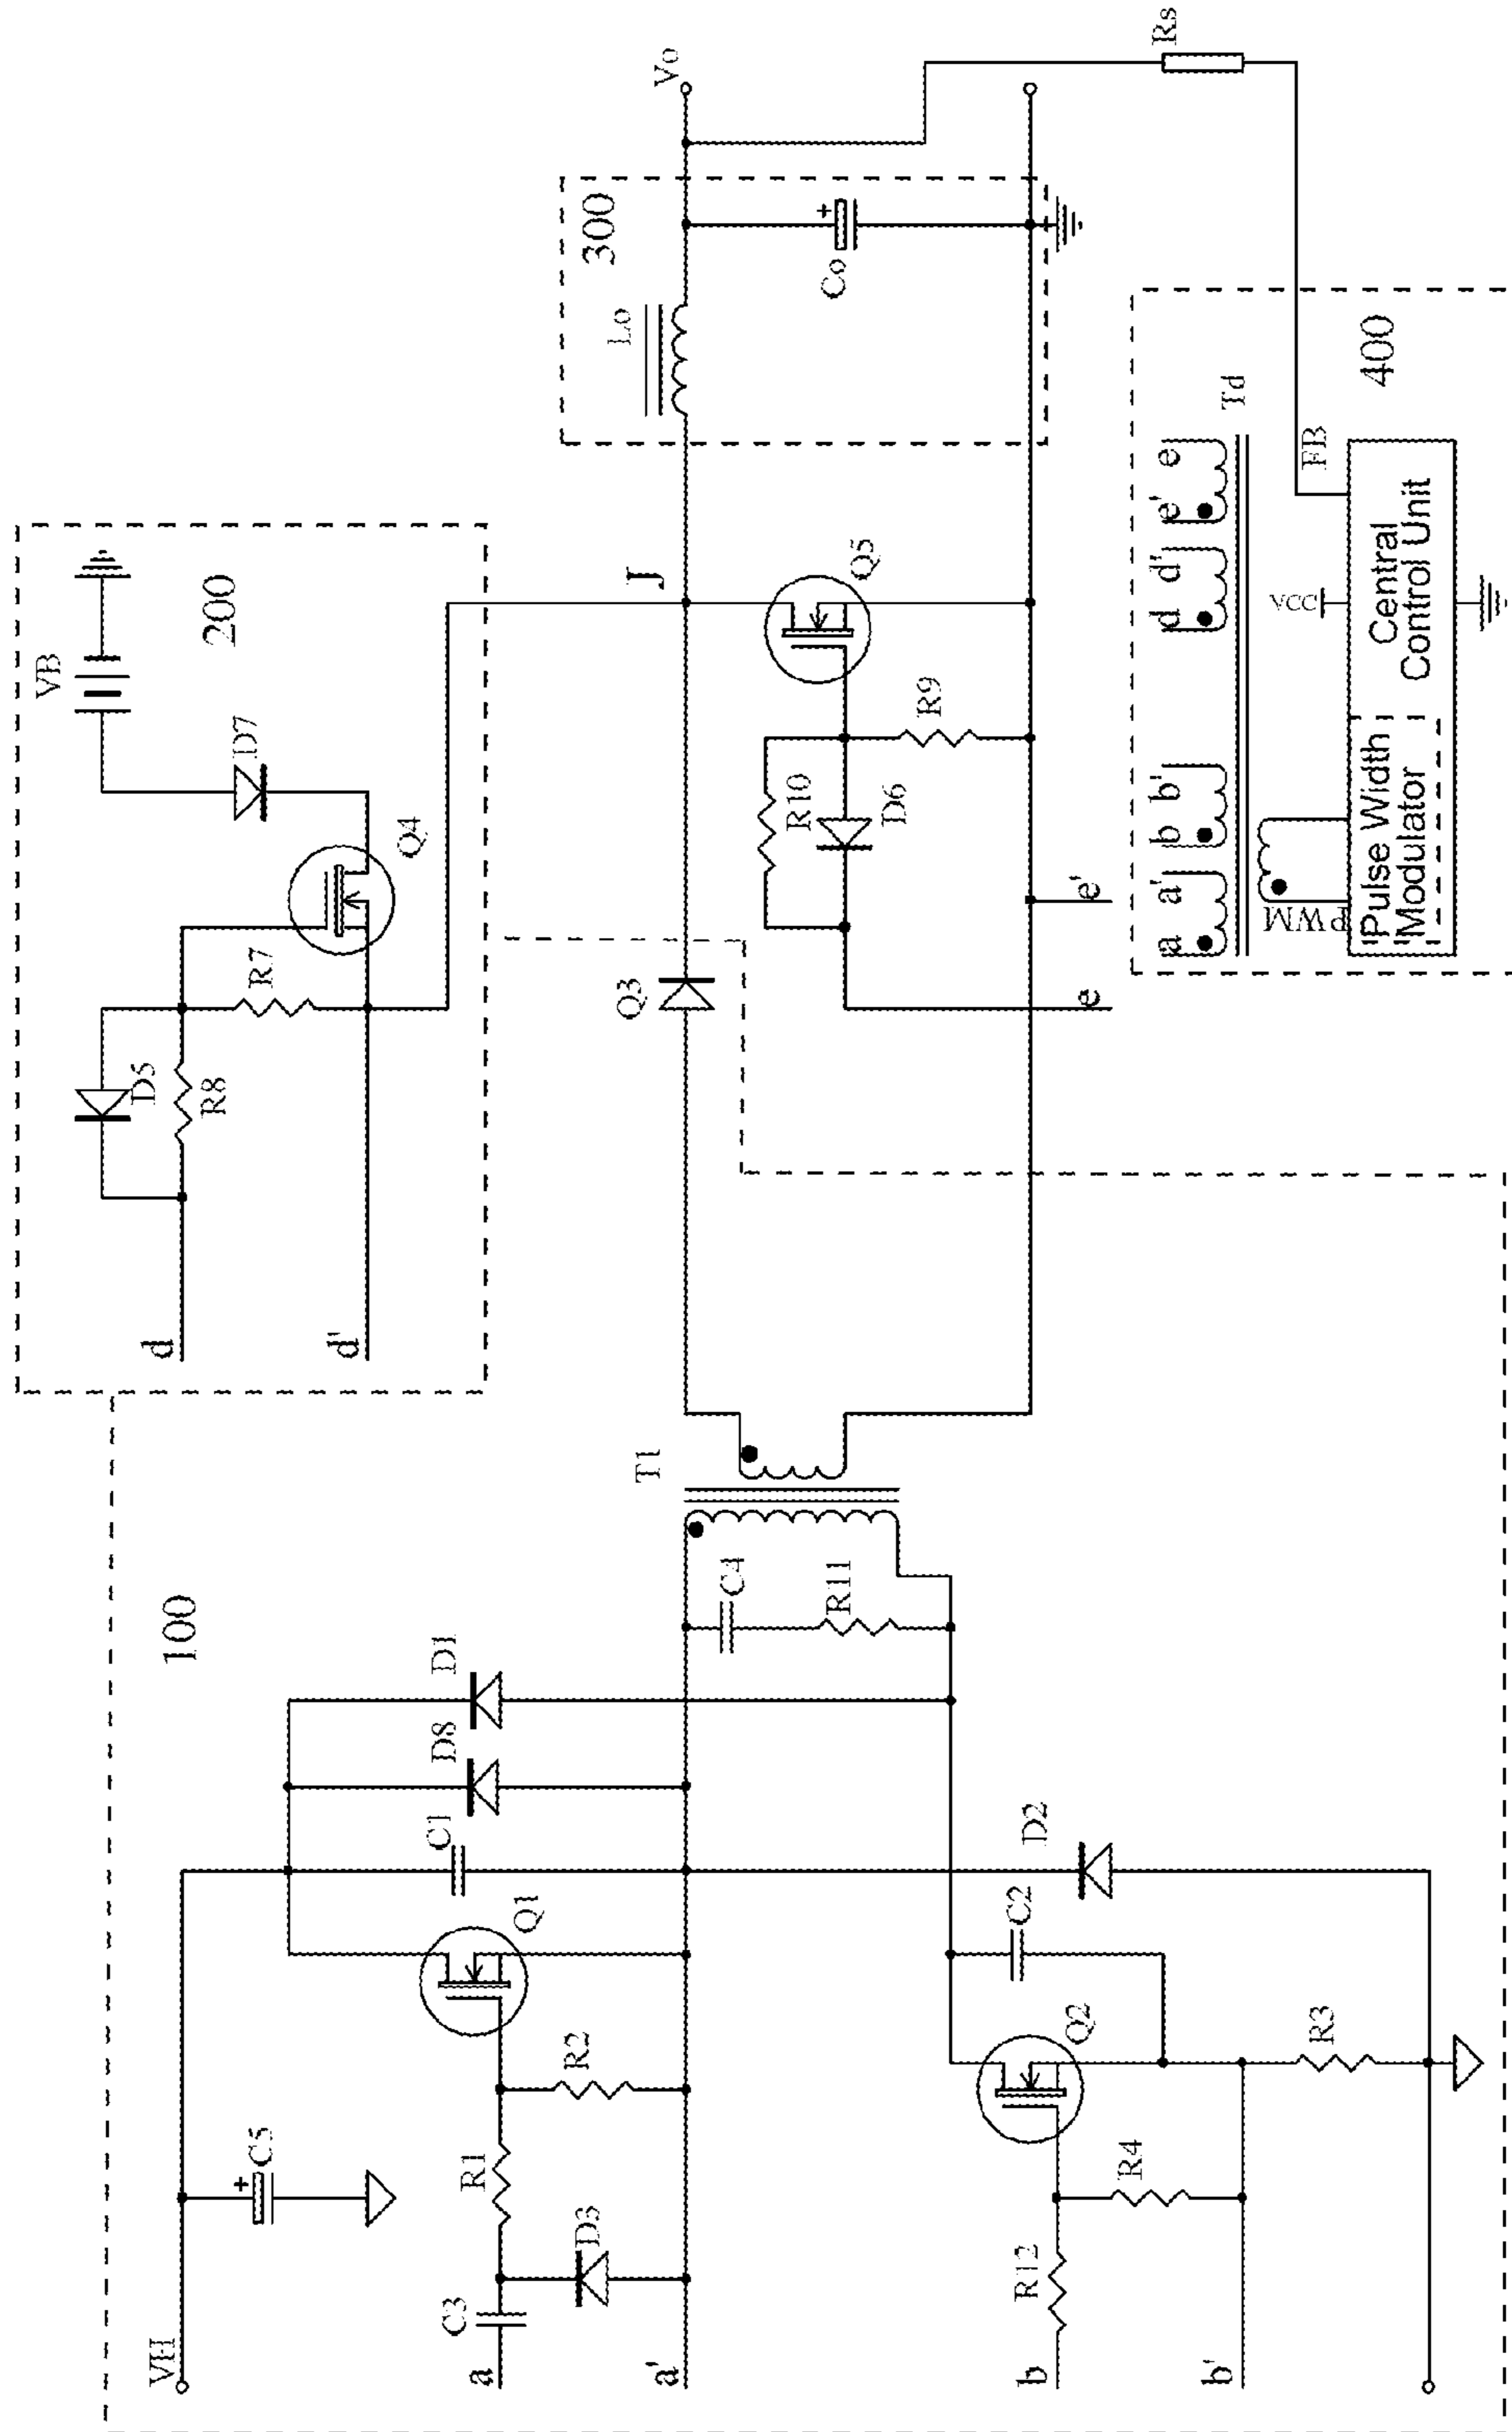 VB
200
D7
Q4
R7
D5
R8
d
d'
300
Vo
Lo
Co
Rs
J
Q5
R9
R10
D6
Q3
e
e'
400
Td
FB
a a' b b' d d' e' e
PWM
VCC
Pulse Width
Modulator
Central
Control Unit
100
T1
C4
R11
D1
D8
C1
D2
Q1
C2
R2
Q2
R3
C5
R1
R4
D3
C3
R12
VH
a
a'
b
b'